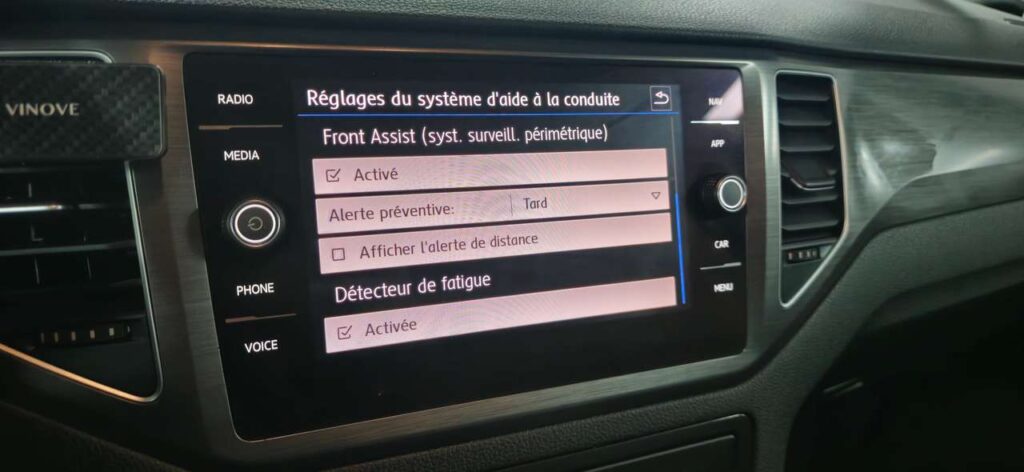 VINOVE
RADIO
MEDIA
PHONE
VOICE
Réglages du système d'aide à la conduite
Front Assist (syst. surveill. périmétrique)
Activé
Alerte préventive: Tard
Afficher l'alerte de distance
Détecteur de fatigue
Activée
NAV
APP
CAR
MENU